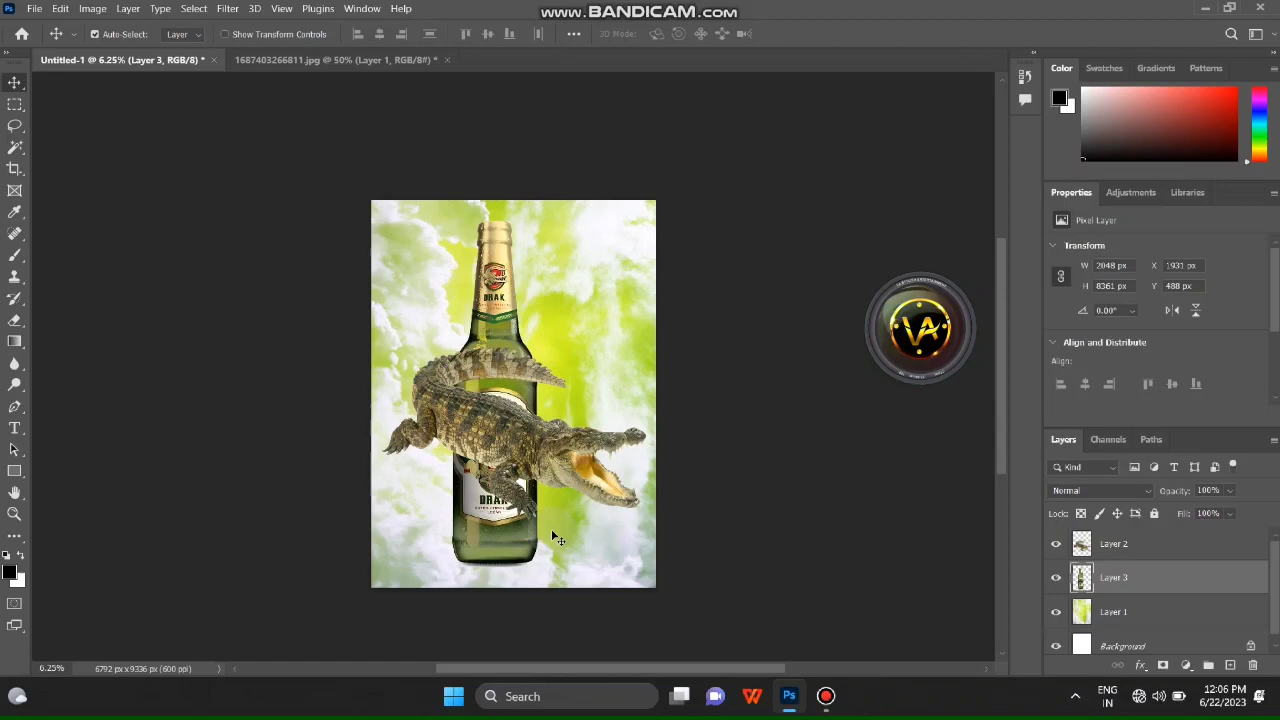 File Edit Image Layer Type Select Filter 3D View Plugins Window Help
www.BANDICAM.com
Auto-Select: Layer Show Transform Controls 3D Mode:
Untitled-1 @ 6.25% (Layer 3, RGB/8) * 1687403266811.jpg @ 50% (Layer 1, RGB/8#) *
Color Swatches Gradients Patterns
Properties Adjustments Libraries
Pixel Layer
Transform
W 2048 px X 1931 px
H 8361 px Y 488 px
0.00°
Align and Distribute
Align:
DRAK
VA
DRAK
Layers Channels Paths
Kind
Normal Opacity: 100%
Lock: Fill: 100%
Layer 2
Layer 3
Layer 1
Background
fx
6.25% 6792 px x 9336 px (600 ppi)
Search
ENG
IN
12:06 PM
6/22/2023